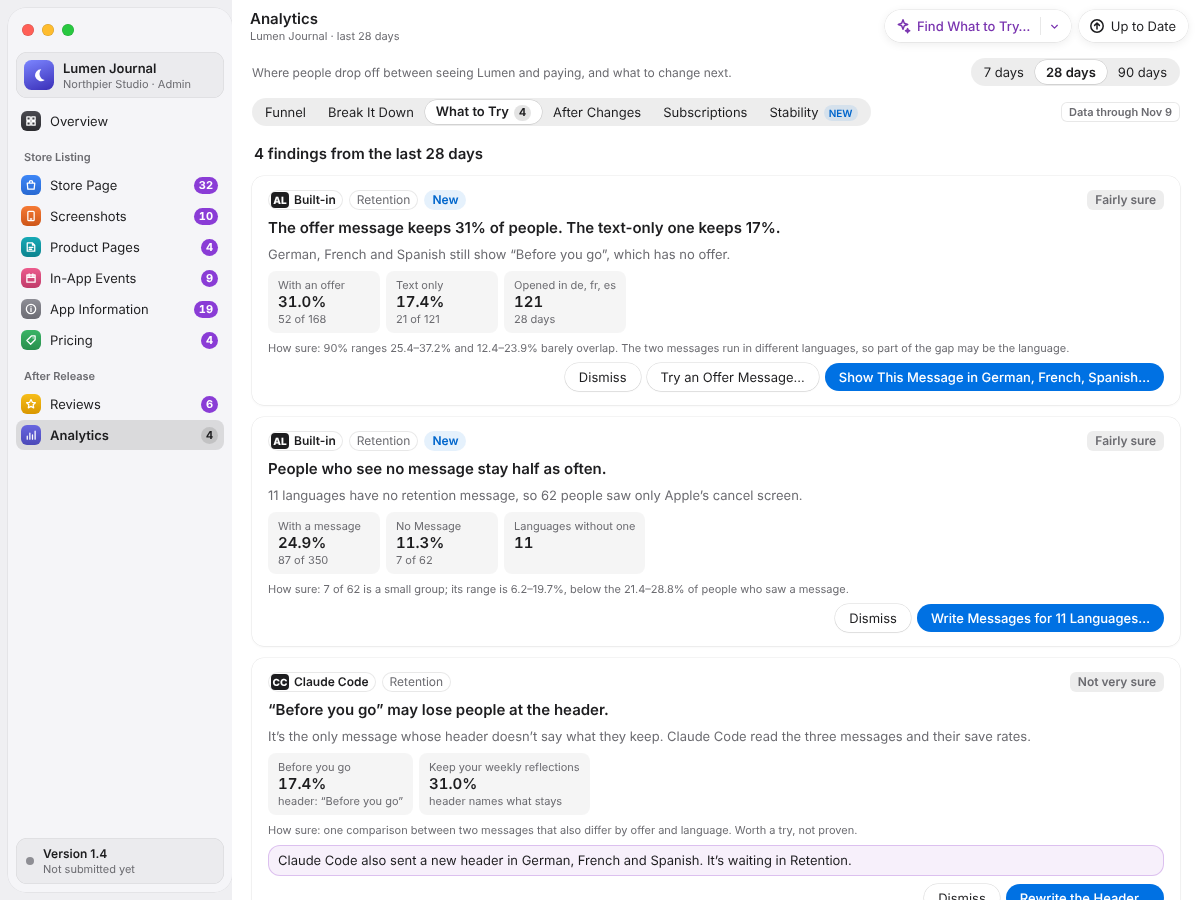 Lumen Journal
Northpier Studio · Admin
Overview
Store Listing
Store Page 32
Screenshots 10
Product Pages 4
In-App Events 9
App Information 19
Pricing 4
After Release
Reviews 6
Analytics 4
Version 1.4
Not submitted yet
Analytics
Lumen Journal · last 28 days
Find What to Try...
Up to Date
Where people drop off between seeing Lumen and paying, and what to change next.
7 days 28 days 90 days
Funnel Break It Down What to Try 4 After Changes Subscriptions Stability NEW
Data through Nov 9
4 findings from the last 28 days
AL Built-in Retention New Fairly sure
The offer message keeps 31% of people. The text-only one keeps 17%.
German, French and Spanish still show “Before you go”, which has no offer.
With an offer
31.0%
52 of 168
Text only
17.4%
21 of 121
Opened in de, fr, es
121
28 days
How sure: 90% ranges 25.4–37.2% and 12.4–23.9% barely overlap. The two messages run in different languages, so part of the gap may be the language.
Dismiss Try an Offer Message... Show This Message in German, French, Spanish...
AL Built-in Retention New Fairly sure
People who see no message stay half as often.
11 languages have no retention message, so 62 people saw only Apple’s cancel screen.
With a message
24.9%
87 of 350
No Message
11.3%
7 of 62
Languages without one
11
How sure: 7 of 62 is a small group; its range is 6.2–19.7%, below the 21.4–28.8% of people who saw a message.
Dismiss Write Messages for 11 Languages...
CC Claude Code Retention Not very sure
“Before you go” may lose people at the header.
It’s the only message whose header doesn’t say what they keep. Claude Code read the three messages and their save rates.
Before you go
17.4%
header: “Before you go”
Keep your weekly reflections
31.0%
header names what stays
How sure: one comparison between two messages that also differ by offer and language. Worth a try, not proven.
Claude Code also sent a new header in German, French and Spanish. It’s waiting in Retention.
Dismiss Rewrite the Header...